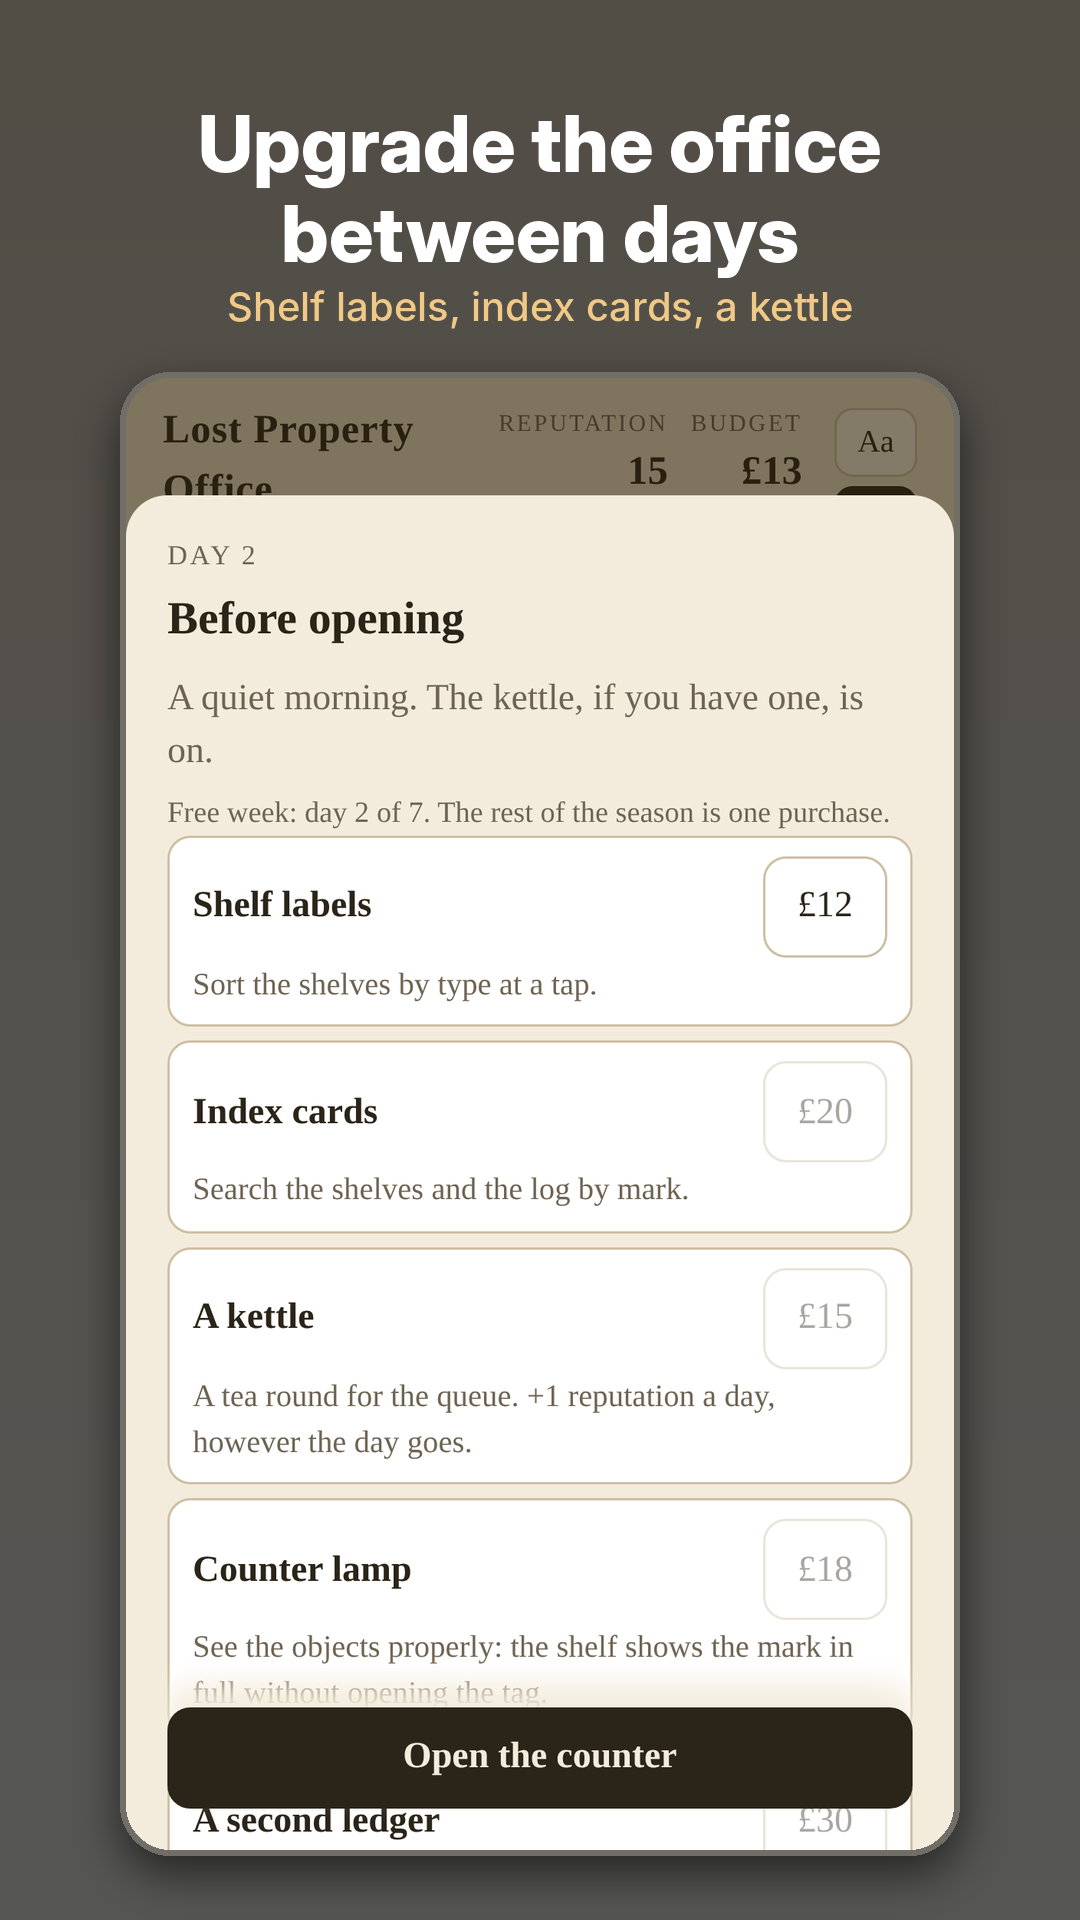 Upgrade the office
between days
Shelf labels, index cards, a kettle
Lost Property
Office
REPUTATION
15
BUDGET
£13
Aa
DAY 2
Before opening
A quiet morning. The kettle, if you have one, is
on.
Free week: day 2 of 7. The rest of the season is one purchase.
Shelf labels
£12
Sort the shelves by type at a tap.
Index cards
£20
Search the shelves and the log by mark.
A kettle
£15
A tea round for the queue. +1 reputation a day,
however the day goes.
Counter lamp
£18
See the objects properly: the shelf shows the mark in
full without opening the tag.
Open the counter
A second ledger
£30